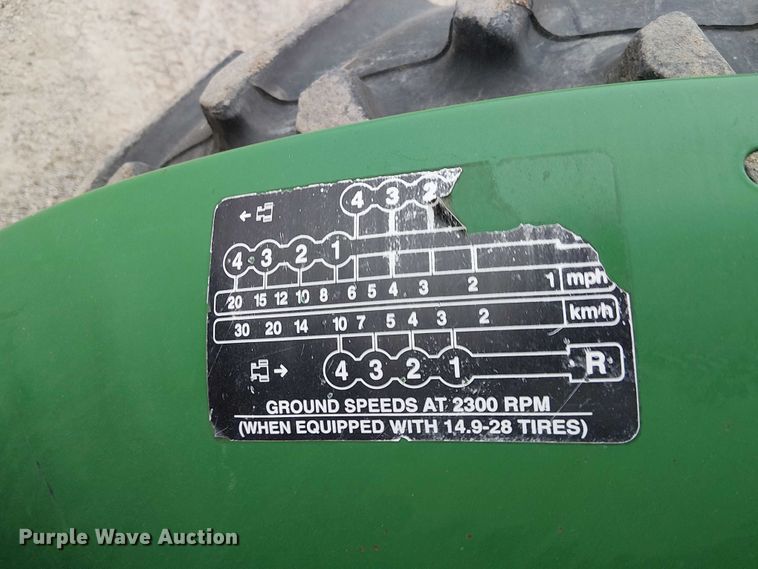 4 3 2
4 3 2 1
20 15 12 10 8 6 5 4 3 2 1 mph
30 20 14 10 7 5 4 3 2 km/h
4 3 2 1 R
GROUND SPEEDS AT 2300 RPM
(WHEN EQUIPPED WITH 14.9-28 TIRES)
Purple Wave Auction